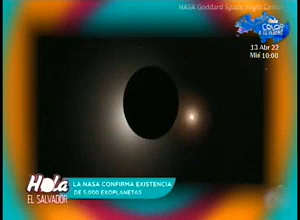 NASA Goddard Space Flight Center
13 Abr 22
Mié 10:00
Hola
EL SALVADOR
LA NASA CONFIRMA EXISTENCIA
DE 5,000 EXOPLANETAS